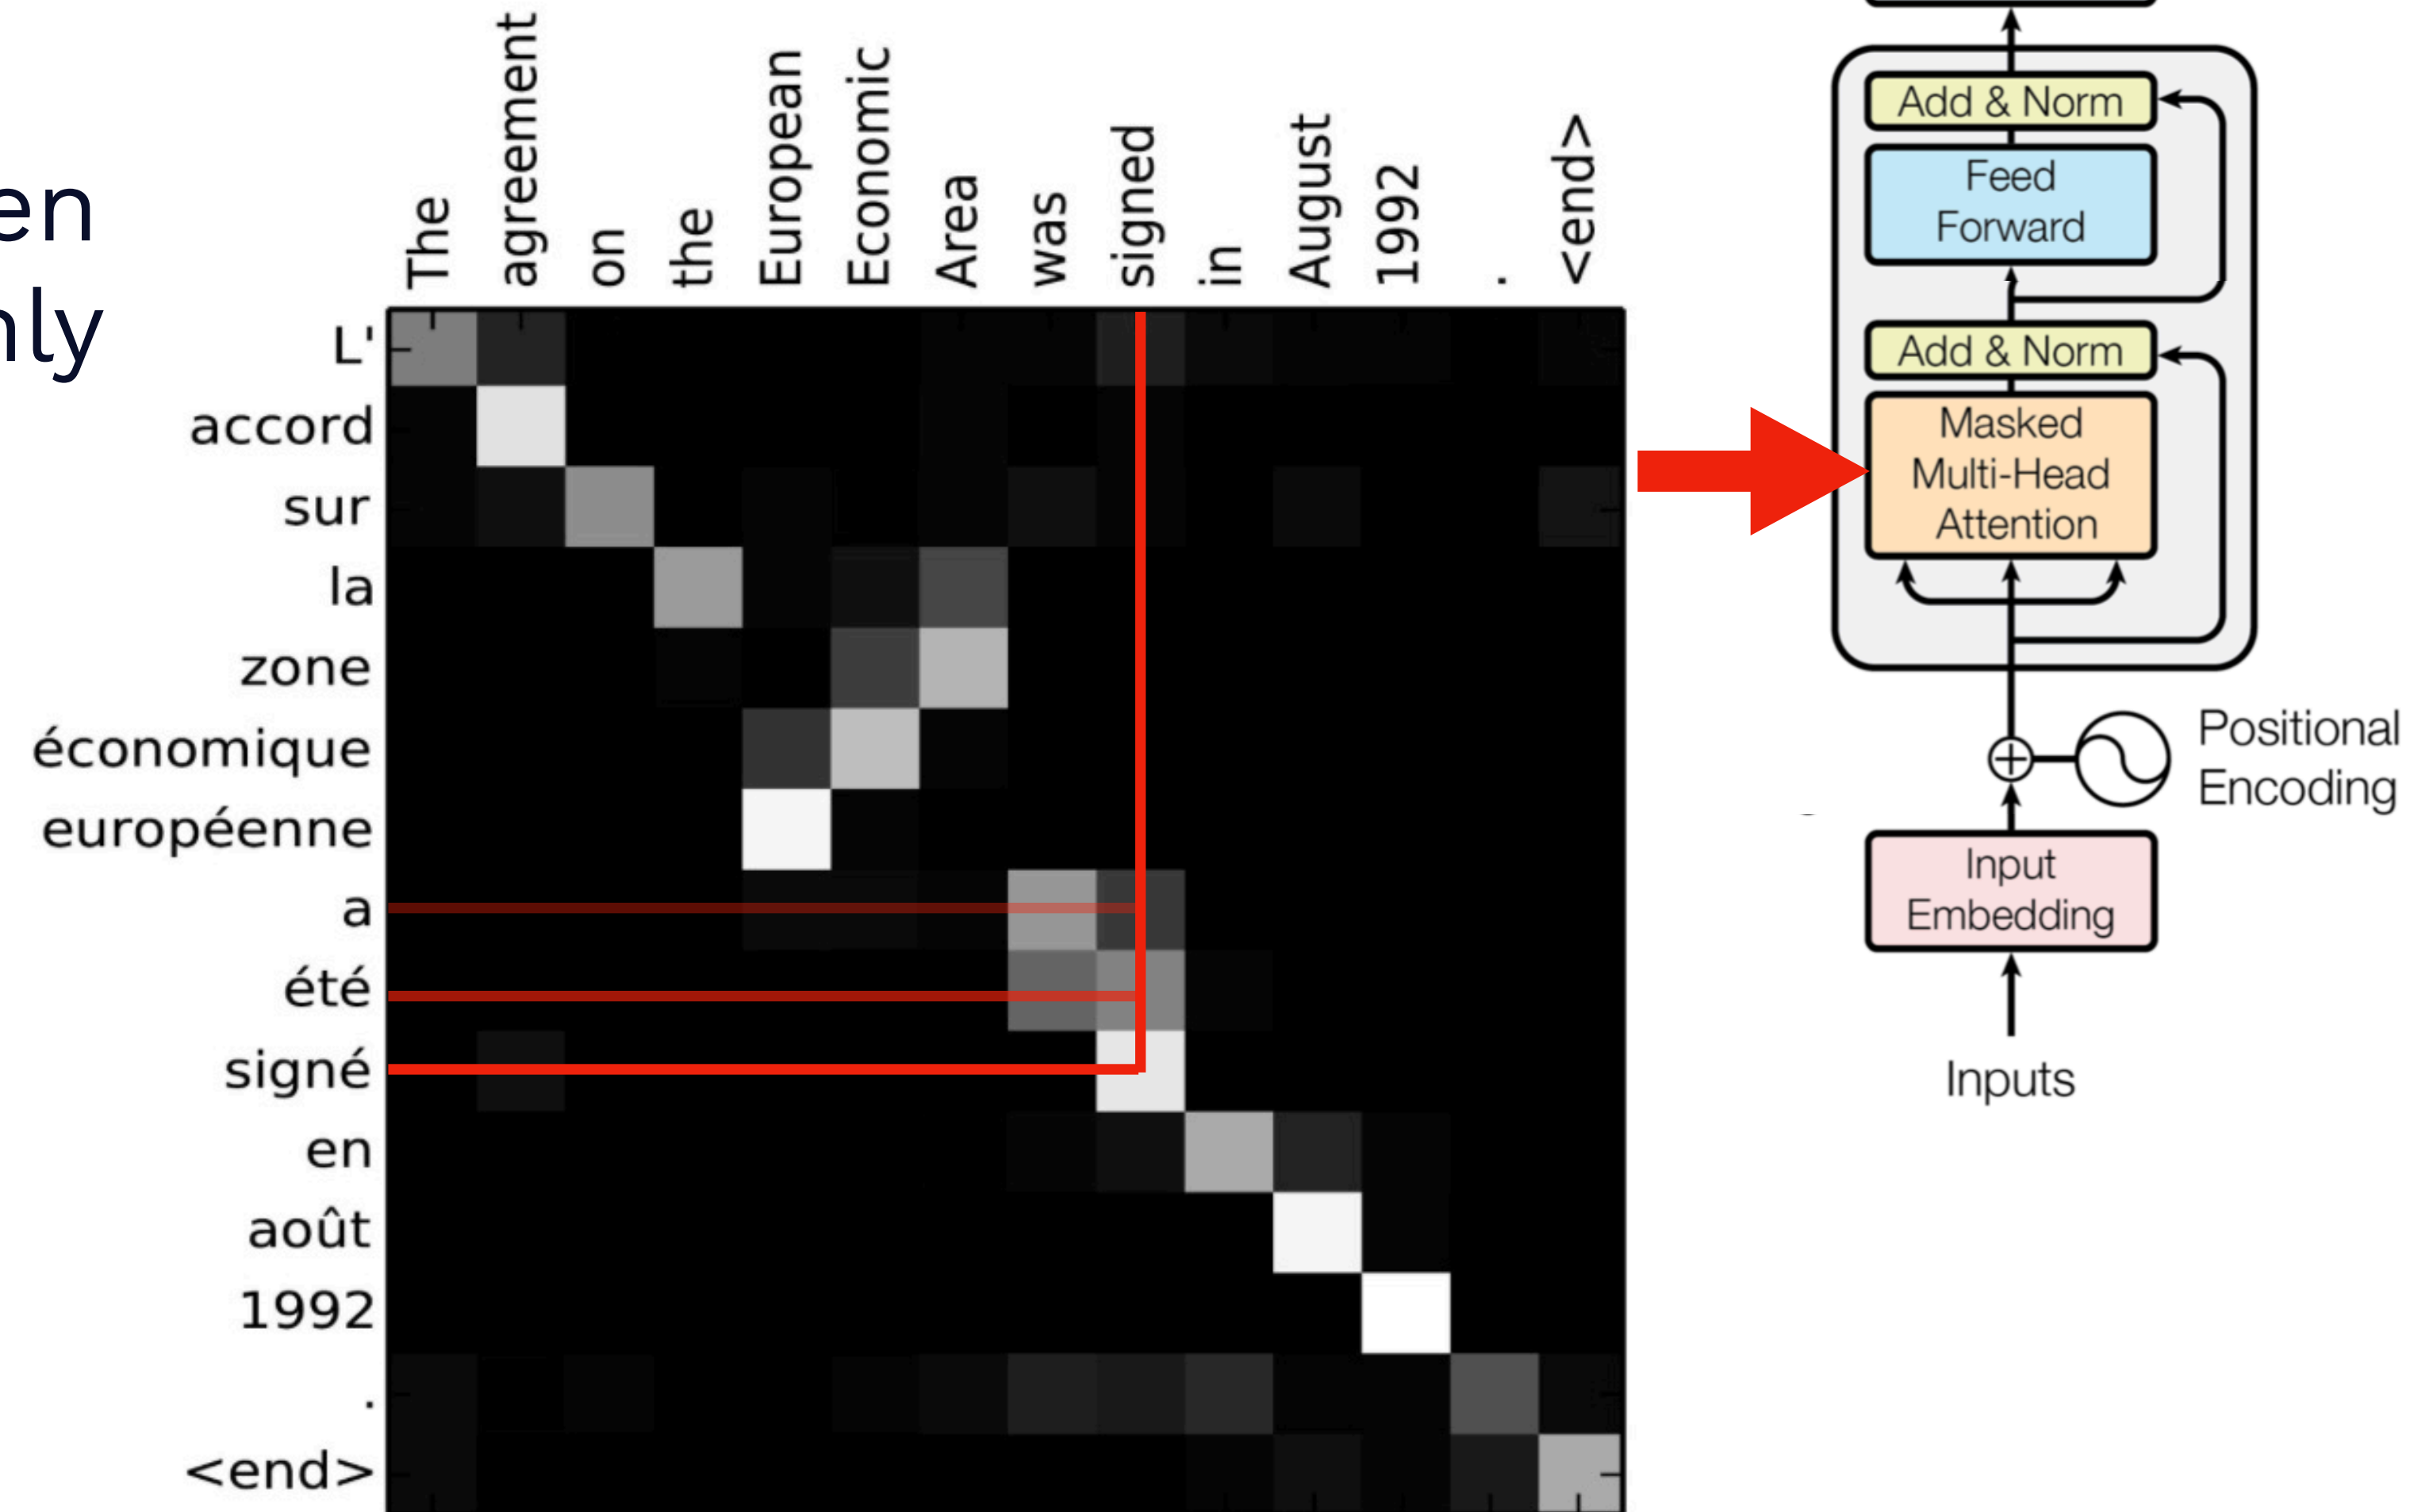 en
nly
The
agreement
on
the
European
Economic
Area
was
signed
in
August
1992
.
<end>
L'
accord
sur
la
zone
économique
européenne
a
été
signé
en
août
1992
.
<end>
Add & Norm
Feed
Forward
Add & Norm
Masked
Multi-Head
Attention
Positional
Encoding
Input
Embedding
Inputs